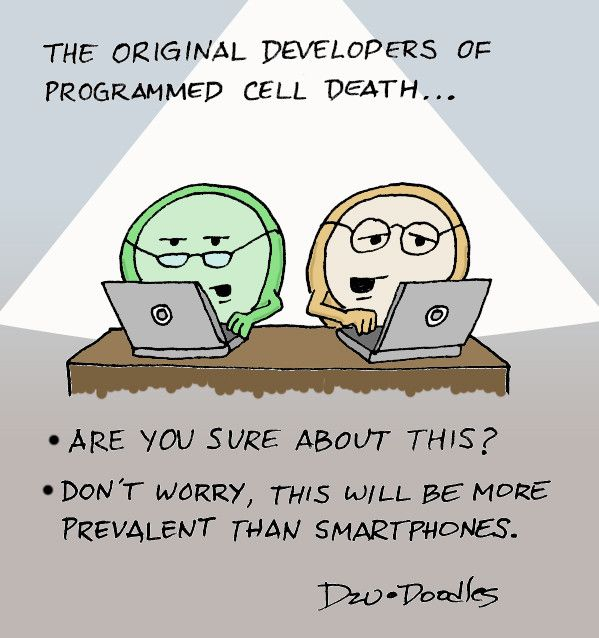 THE ORIGINAL DEVELOPERS OF
PROGRAMMED CELL DEATH...
• ARE YOU SURE ABOUT THIS?
• DON'T WORRY, THIS WILL BE MORE
PREVALENT THAN SMARTPHONES.
Dzu•Doodles